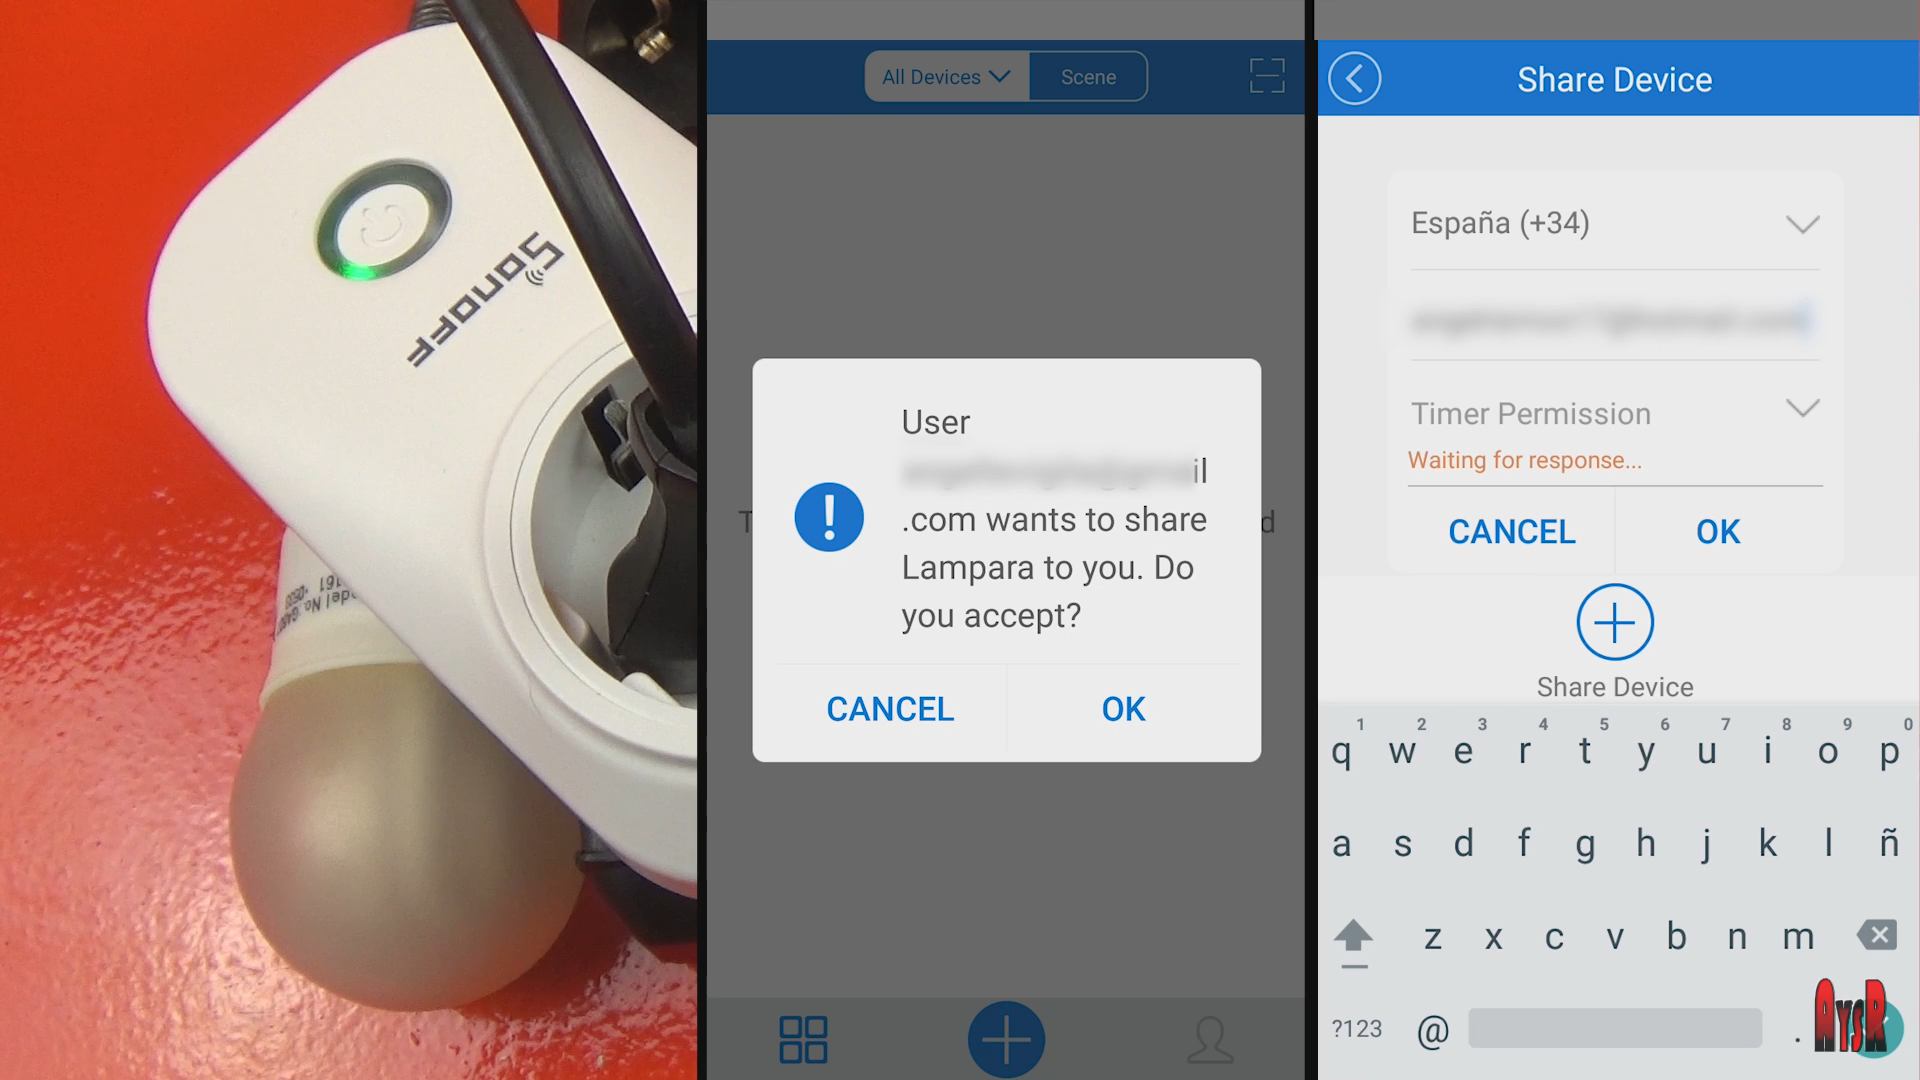 SONOFF
All Devices
Scene
User
il
.com wants to share
Lampara to you. Do
you accept?
CANCEL
OK
Share Device
España (+34)
Timer Permission
Waiting for response...
CANCEL
OK
Share Device
1 2 3 4 5 6 7 8 9 0
q w e r t y u i o p
a s d f g h j k l ñ
z x c v b n m
?123 @ .
AYSR